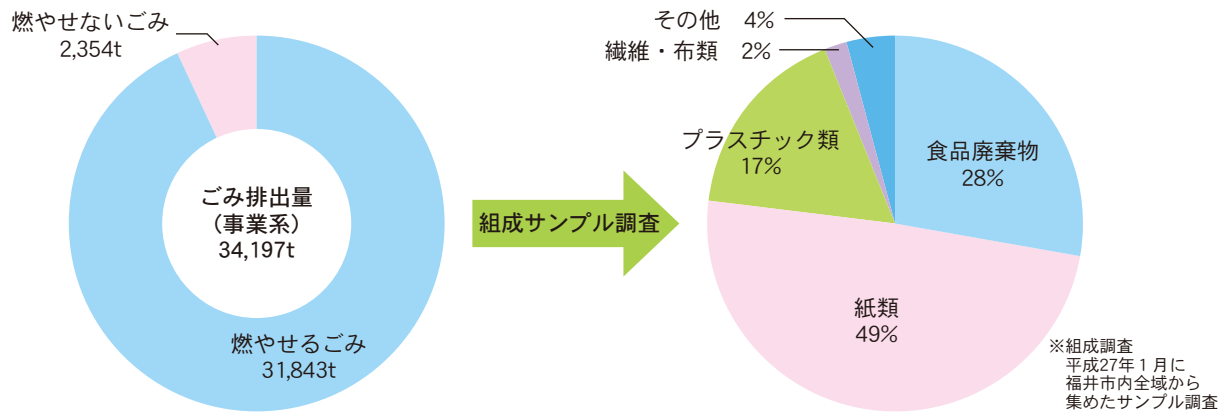 燃やせないごみ
2,354t
ごみ排出量
（事業系）
34,197t
燃やせるごみ
31,843t
組成サンプル調査
その他　4%
繊維・布類　2%
プラスチック類
17%
食品廃棄物
28%
紙類
49%
※組成調査
平成27年１月に
福井市内全域から
集めたサンプル調査